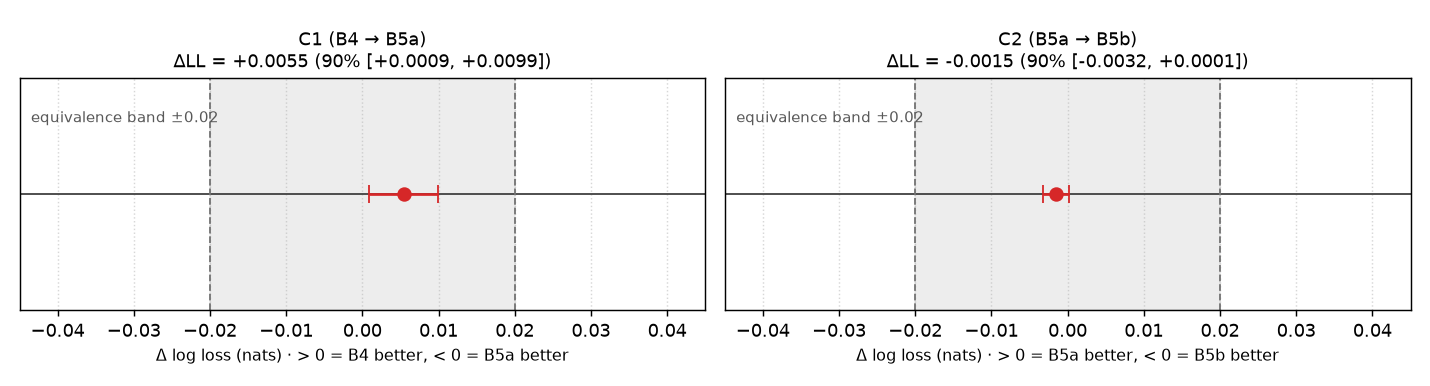 C1 (B4 → B5a)
ΔLL = +0.0055 (90% [+0.0009, +0.0099])
equivalence band ±0.02
−0.04 −0.03 −0.02 −0.01 0.00 0.01 0.02 0.03 0.04
Δ log loss (nats) · > 0 = B4 better, < 0 = B5a better
C2 (B5a → B5b)
ΔLL = -0.0015 (90% [-0.0032, +0.0001])
equivalence band ±0.02
−0.04 −0.03 −0.02 −0.01 0.00 0.01 0.02 0.03 0.04
Δ log loss (nats) · > 0 = B5a better, < 0 = B5b better